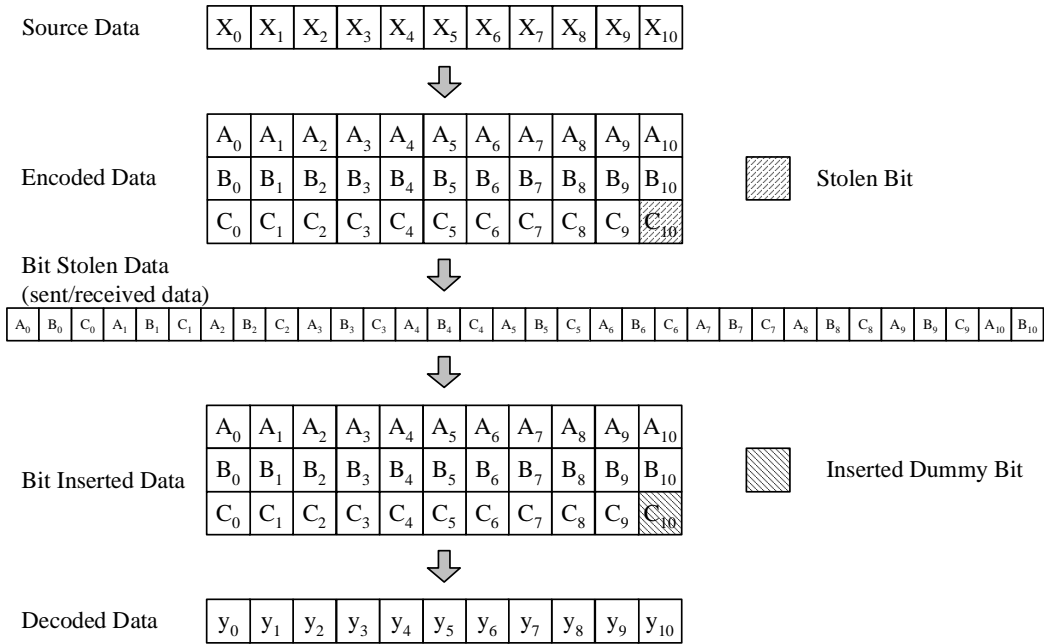 Source Data
X0 X1 X2 X3 X4 X5 X6 X7 X8 X9 X10
A0 A1 A2 A3 A4 A5 A6 A7 A8 A9 A10
Encoded Data
B0 B1 B2 B3 B4 B5 B6 B7 B8 B9 B10
Stolen Bit
C0 C1 C2 C3 C4 C5 C6 C7 C8 C9 C10
Bit Stolen Data
(sent/received data)
A0 B0 C0 A1 B1 C1 A2 B2 C2 A3 B3 C3 A4 B4 C4 A5 B5 C5 A6 B6 C6 A7 B7 C7 A8 B8 C8 A9 B9 C9 A10 B10
A0 A1 A2 A3 A4 A5 A6 A7 A8 A9 A10
Bit Inserted Data
B0 B1 B2 B3 B4 B5 B6 B7 B8 B9 B10
Inserted Dummy Bit
C0 C1 C2 C3 C4 C5 C6 C7 C8 C9 C10
Decoded Data
y0 y1 y2 y3 y4 y5 y6 y7 y8 y9 y10